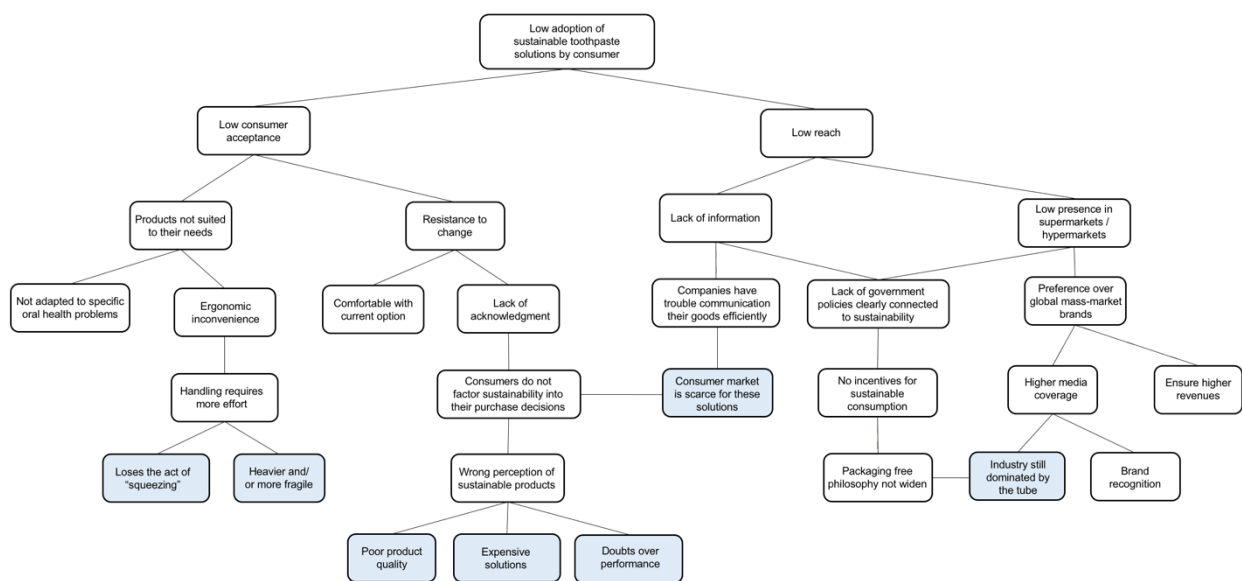 Low adoption of
sustainable toothpaste
solutions by consumer
Low consumer
acceptance
Low reach
Products not suited
to their needs
Resistance to
change
Lack of information
Low presence in
supermarkets /
hypermarkets
Not adapted to specific
oral health problems
Ergonomic
inconvenience
Comfortable with
current option
Lack of
acknowledgment
Companies have
trouble communication
their goods efficiently
Lack of government
policies clearly connected
to sustainability
Preference over
global mass-market
brands
Handling requires
more effort
Consumers do not
factor sustainability into
their purchase decisions
Consumer market
is scarce for these
solutions
No incentives for
sustainable
consumption
Higher media
coverage
Ensure higher
revenues
Loses the act of
“squeezing”
Heavier and/
or more fragile
Wrong perception of
sustainable products
Packaging free
philosophy not widen
Industry still
dominated by
the tube
Brand
recognition
Poor product
quality
Expensive
solutions
Doubts over
performance